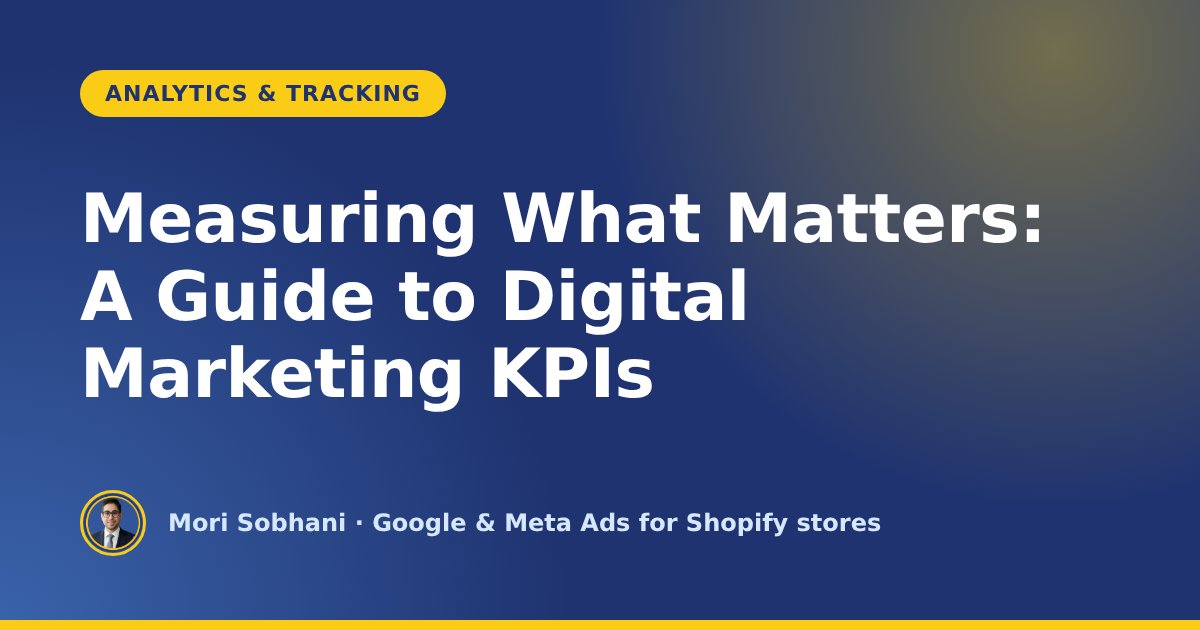 ANALYTICS & TRACKING
Measuring What Matters:
A Guide to Digital
Marketing KPIs
Mori Sobhani · Google & Meta Ads for Shopify stores